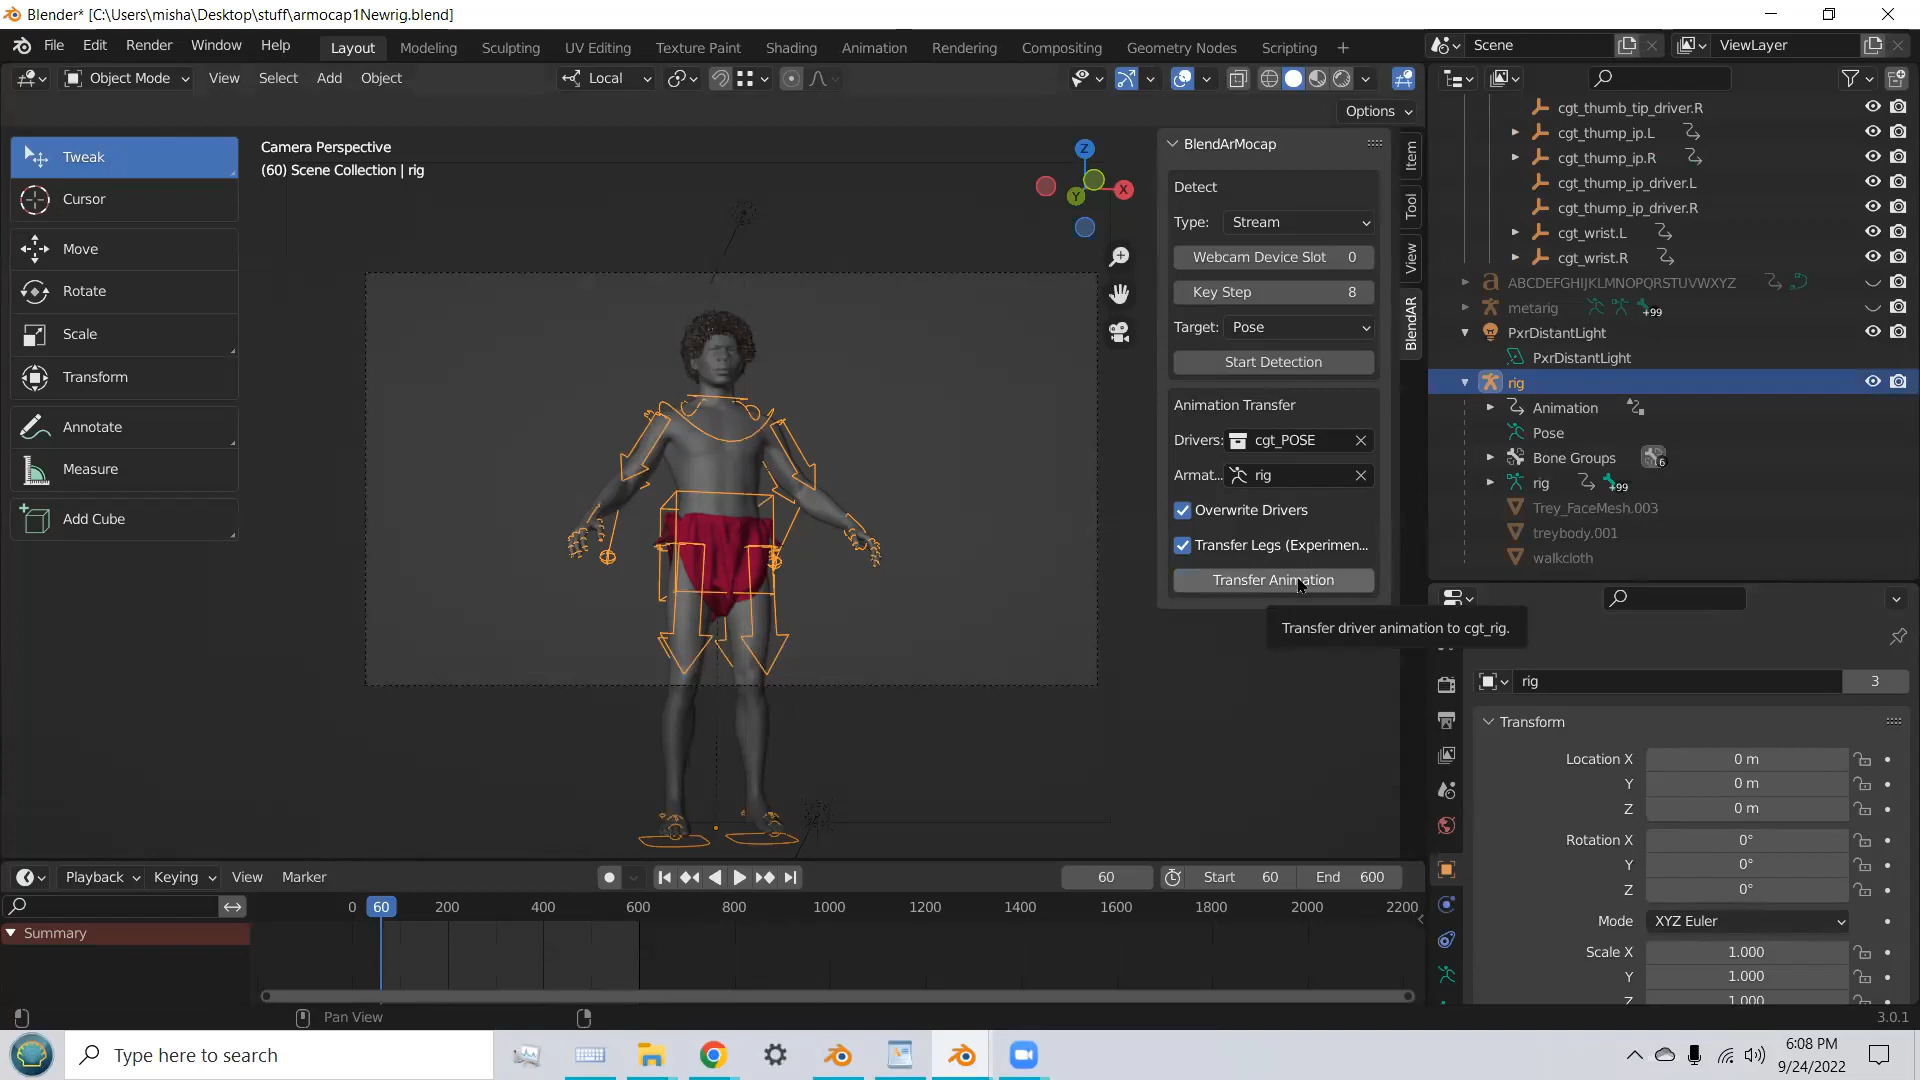 Blender* [C:\Users\misha\Desktop\stuff\armocap1Newrig.blend]
File Edit Render Window Help Layout Modeling Sculpting UV Editing Texture Paint Shading Animation Rendering Compositing Geometry Nodes Scripting + Scene ViewLayer
Object Mode View Select Add Object Local
Options
Tweak
Cursor
Move
Rotate
Scale
Transform
Annotate
Measure
Add Cube
Camera Perspective
(60) Scene Collection | rig
Z
X
Y
BlendArMocap
Detect
Type: Stream
Webcam Device Slot 0
Key Step 8
Target: Pose
Start Detection
Animation Transfer
Drivers: cgt_POSE
Armat... rig
Overwrite Drivers
Transfer Legs (Experimen...
Transfer Animation
Transfer driver animation to cgt_rig.
Item
Tool
View
BlendAR
cgt_thumb_tip_driver.R
cgt_thump_ip.L
cgt_thump_ip.R
cgt_thump_ip_driver.L
cgt_thump_ip_driver.R
cgt_wrist.L
cgt_wrist.R
ABCDEFGHIJKLMNOPQRSTUVWXYZ
metarig +99
PxrDistantLight
PxrDistantLight
rig
Animation
Pose
Bone Groups 6
rig +99
Trey_FaceMesh.003
treybody.001
walkcloth
rig 3
Transform
Location X 0 m
Y 0 m
Z 0 m
Rotation X 0°
Y 0°
Z 0°
Mode XYZ Euler
Scale X 1.000
Y 1.000
Z 1.000
Playback Keying View Marker 60 Start 60 End 600
0 60 200 400 600 800 1000 1200 1400 1600 1800 2000 2200
Summary
Pan View
3.0.1
Type here to search
6:08 PM
9/24/2022